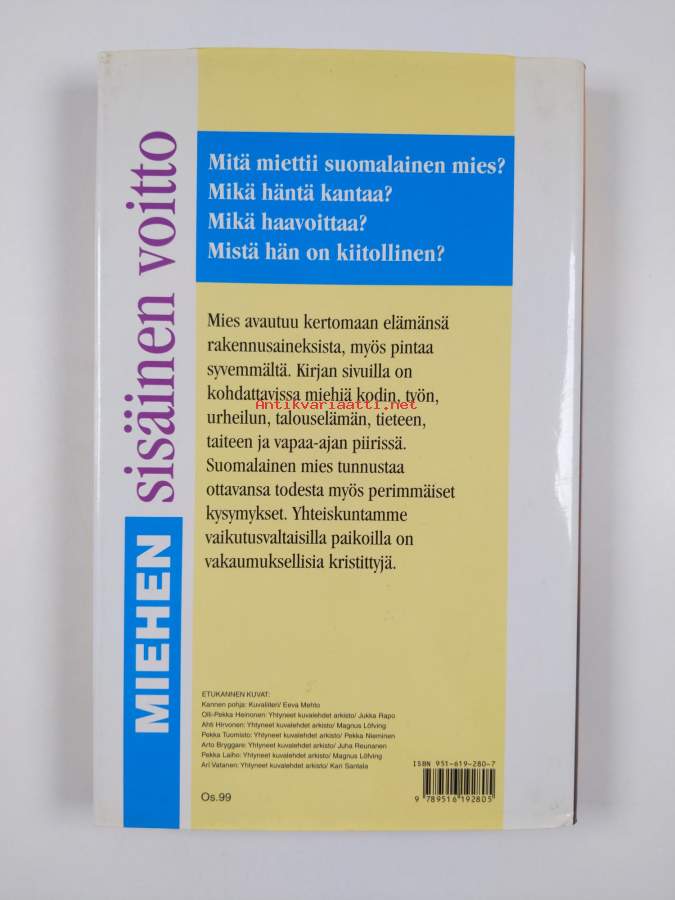 MIEHEN sisäinen voitto
Mitä miettii suomalainen mies?
Mikä häntä kantaa?
Mikä haavoittaa?
Mistä hän on kiitollinen?
Mies avautuu kertomaan elämänsä
rakennusaineksista, myös pintaa
syvemmältä. Kirjan sivuilla on
kohdattavissa miehiä kodin, työn,
Antikvariaatti.net
urheilun, talouselämän, tieteen,
taiteen ja vapaa-ajan piirissä.
Suomalainen mies tunnustaa
ottavansa todesta myös perimmäiset
kysymykset. Yhteiskuntamme
vaikutusvaltaisilla paikoilla on
vakaumuksellisia kristittyjä.
ETUKANNEN KUVAT:
Kannen pohja: Kuvaliiteri/ Eeva Mehto
Olli-Pekka Heinonen: Yhtyneet kuvalehdet arkisto/ Jukka Rapo
Ahti Hirvonen: Yhtyneet kuvalehdet arkisto/ Magnus Löfving
Pekka Tuomisto: Yhtyneet kuvalehdet arkisto/ Pekka Nieminen
Arto Bryggare: Yhtyneet kuvalehdet arkisto/ Juha Reunanen
Pekka Laiho: Yhtyneet kuvalehdet arkisto/ Magnus Löfving
Ari Vatanen: Yhtyneet kuvalehdet arkisto/ Kari Santala
Os.99
ISBN 951-619-280-7
9 789516 192805